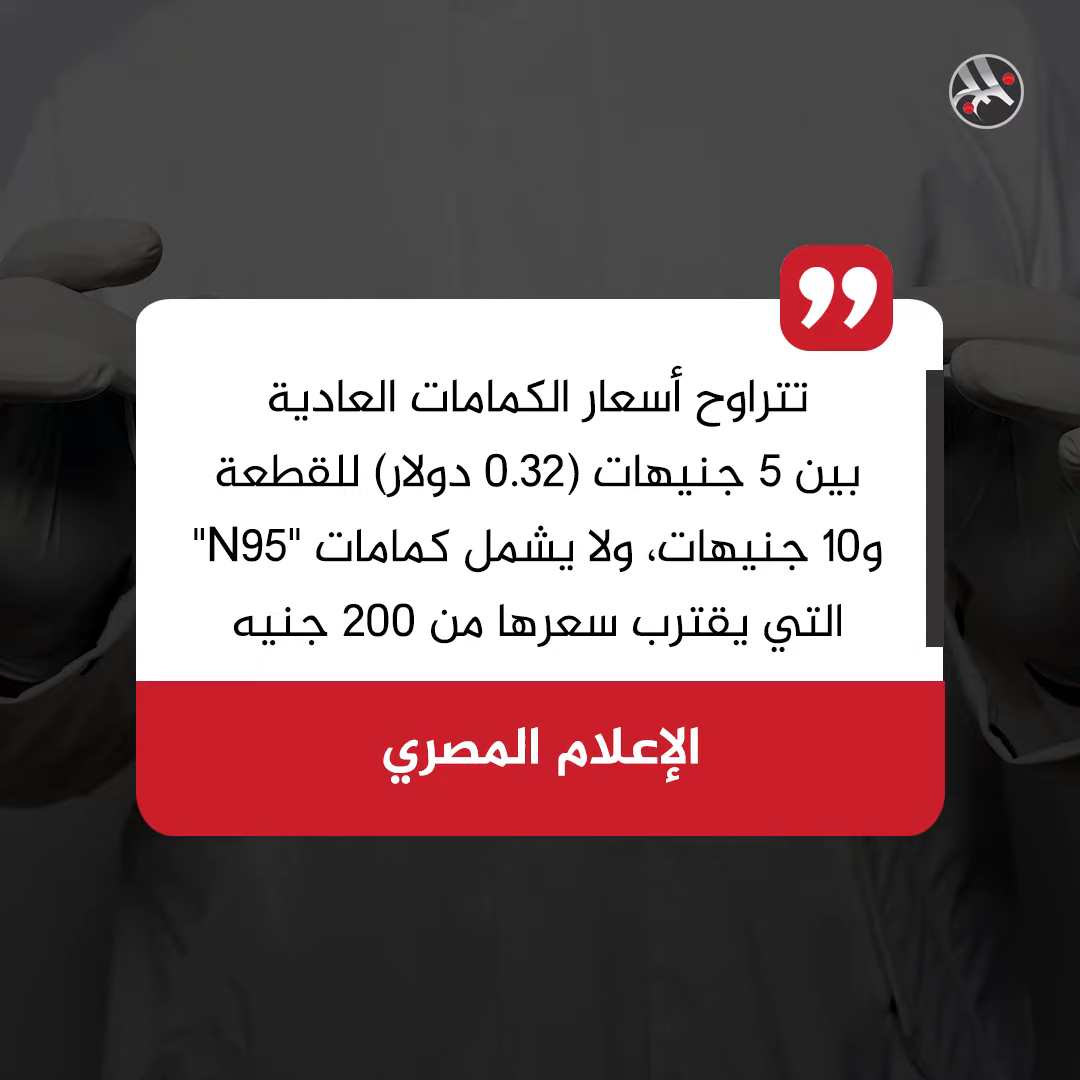 تتراوح أسعار الكمامات العادية
بين 5 جنيهات (0.32 دولار) للقطعة
و10 جنيهات، ولا يشمل كمامات "N95"
التي يقترب سعرها من 200 جنيه
الإعلام المصري